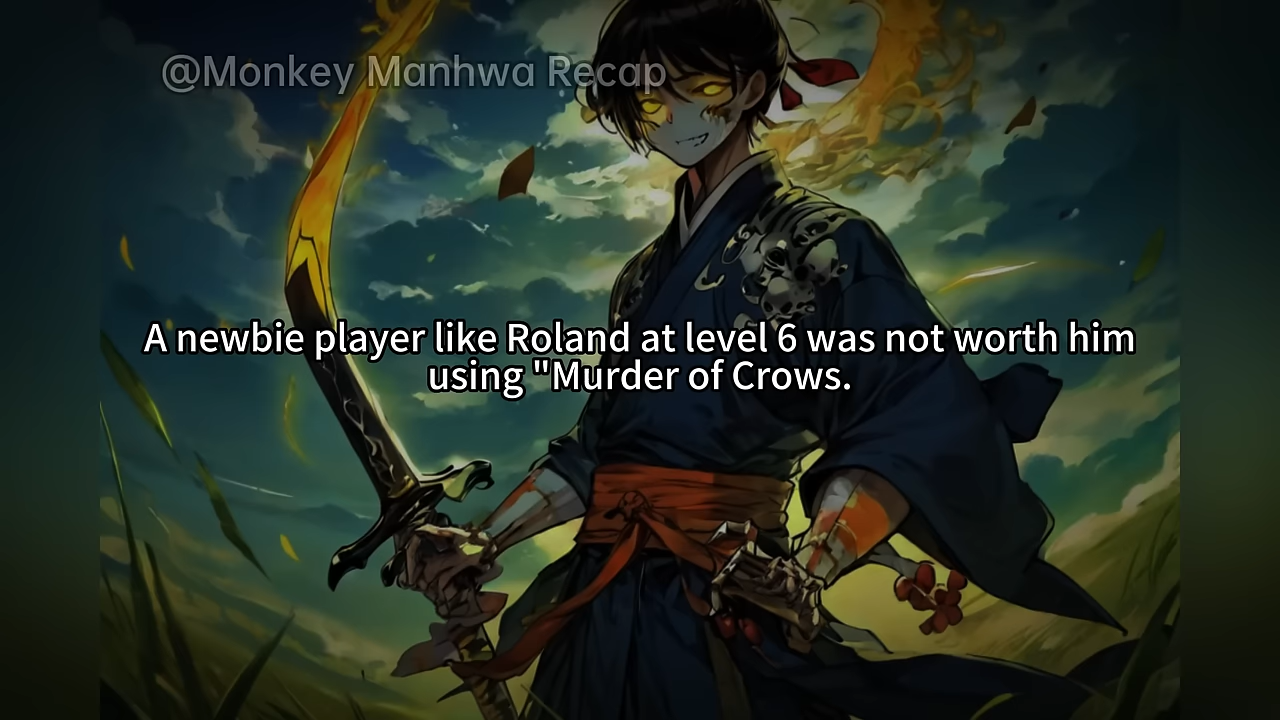 @Monkey Manhwa Recap
A newbie player like Roland at level 6 was not worth him
using "Murder of Crows.